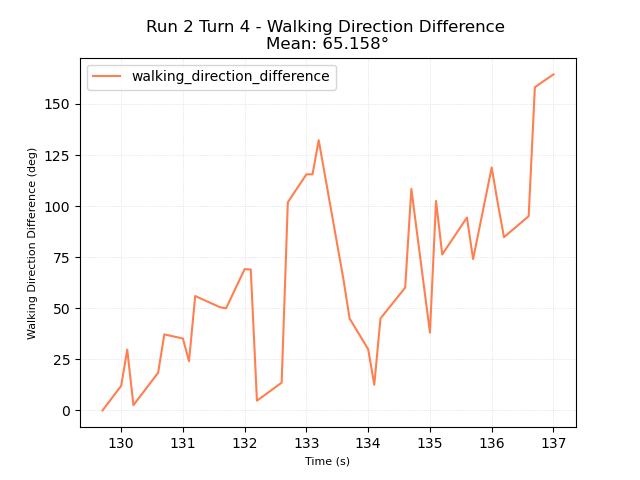 Run 2 Turn 4 - Walking Direction Difference
Mean: 65.158°
walking_direction_difference
Walking Direction Difference (deg)
150
125
100
75
50
25
0
130 131 132 133 134 135 136 137
Time (s)